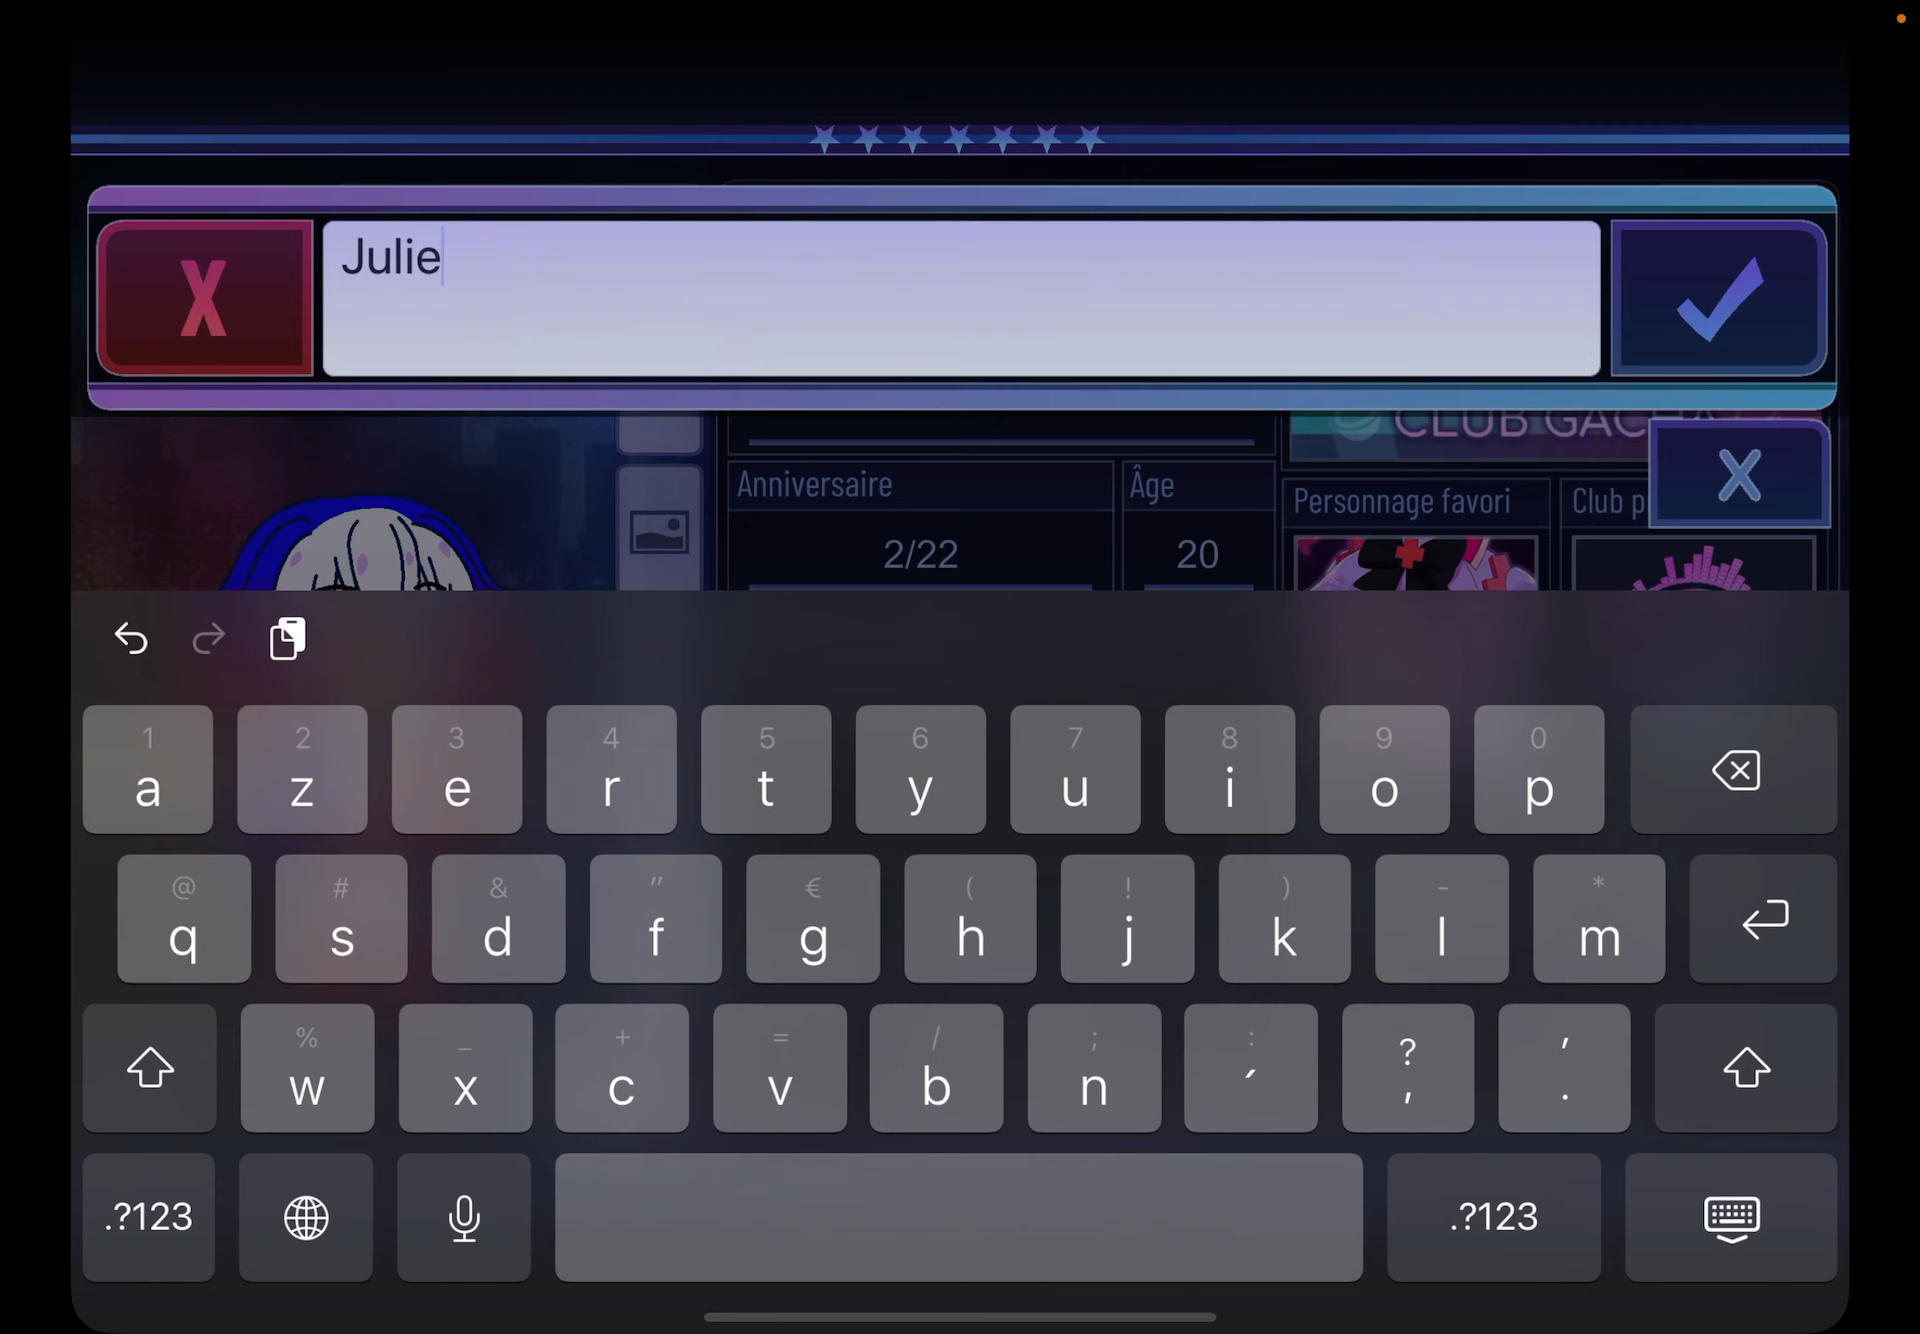 X
Julie
CLUB GACHA
Anniversaire
Âge
Personnage favori
Club p
X
2/22
20
1 2 3 4 5 6 7 8 9 0
a z e r t y u i o p
@ # & " € ( ! ) - *
q s d f g h j k l m
% _ + = / ; :
w x c v b n ´ ? , ' .
.?123 .?123